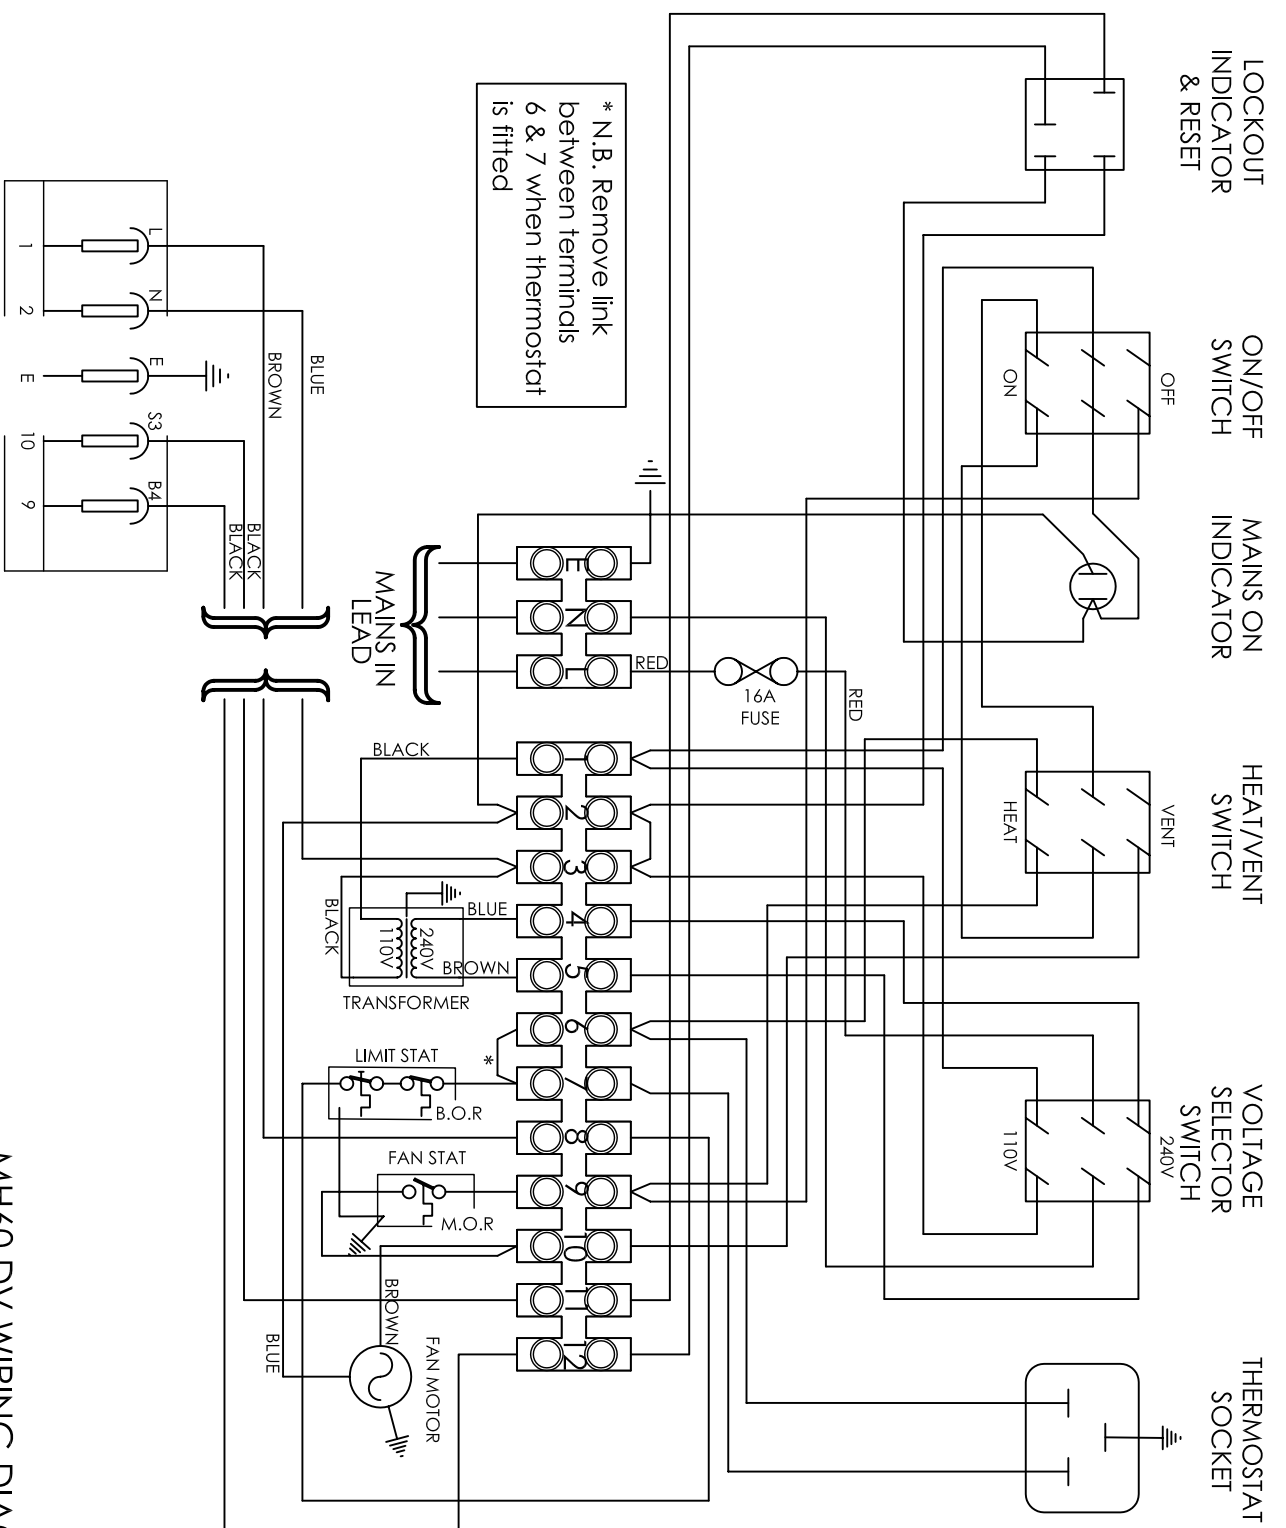 LOCKOUT
INDICATOR
& RESET
ON/OFF
SWITCH
MAINS ON
INDICATOR
HEAT/VENT
SWITCH
VOLTAGE
SELECTOR
SWITCH
THERMOSTAT
SOCKET
OFF
ON
VENT
HEAT
240V
110V
* N.B. Remove link
between terminals
6 & 7 when thermostat
is fitted
RED
16A
FUSE
RED
E
N
L
1
2
3
4
5
6
7
8
9
10
11
12
MAINS IN
LEAD
BLACK
BLUE
BROWN
240V
110V
BLACK
TRANSFORMER
*
LIMIT STAT
B.O.R
FAN STAT
M.O.R
BROWN
FAN MOTOR
BLUE
BLUE
BROWN
BLACK
BLACK
L
N
E
S3
B4
1
2
E
10
9